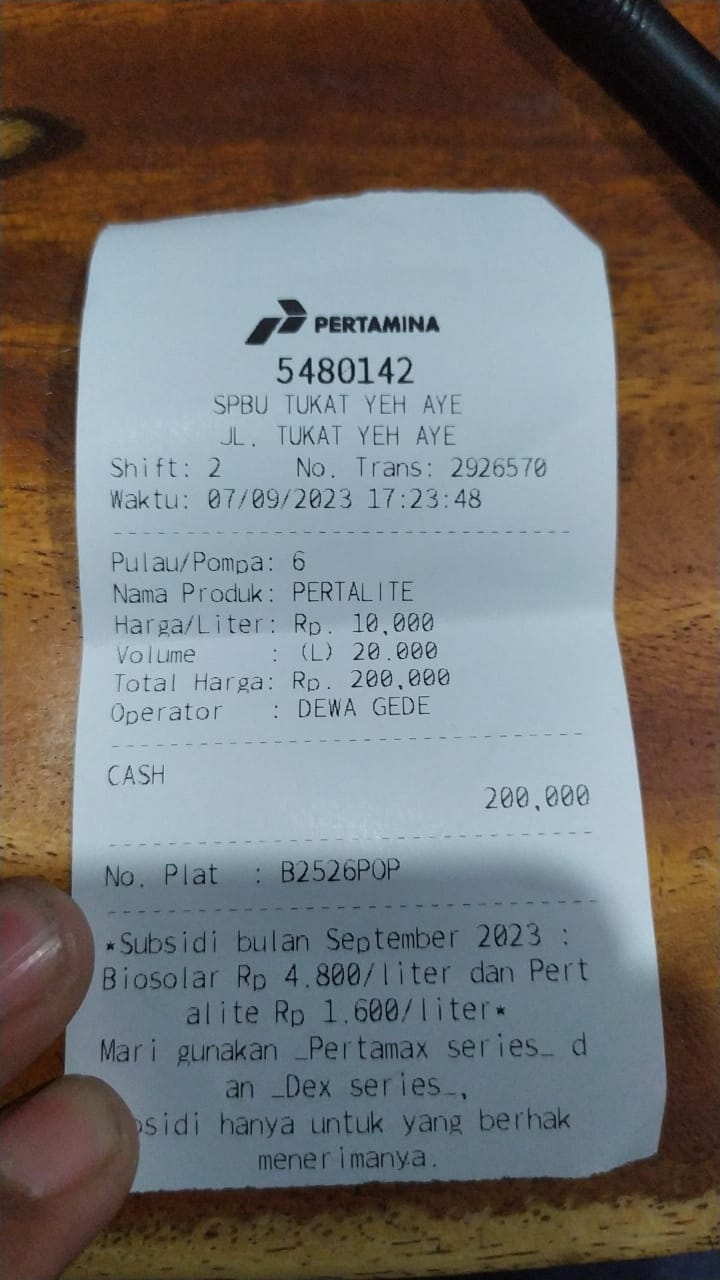 PERTAMINA
5480142
SPBU TUKAT YEH AYE
JL. TUKAT YEH AYE
Shift: 2 No. Trans: 2926570
Waktu: 07/09/2023 17:23:48
Pulau/Pompa: 6
Nama Produk: PERTALITE
Harga/Liter: Rp. 10,000
Volume : (L) 20.000
Total Harga: Rp. 200,000
Operator : DEWA GEDE
CASH
200,000
No. Plat : B2526POP
*Subsidi bulan September 2023 :
Biosolar Rp 4.800/liter dan Pert
alite Rp 1.600/liter*
Mari gunakan _Pertamax series_ d
an _Dex series_,
hanya untuk yang berhak
menerimanya.